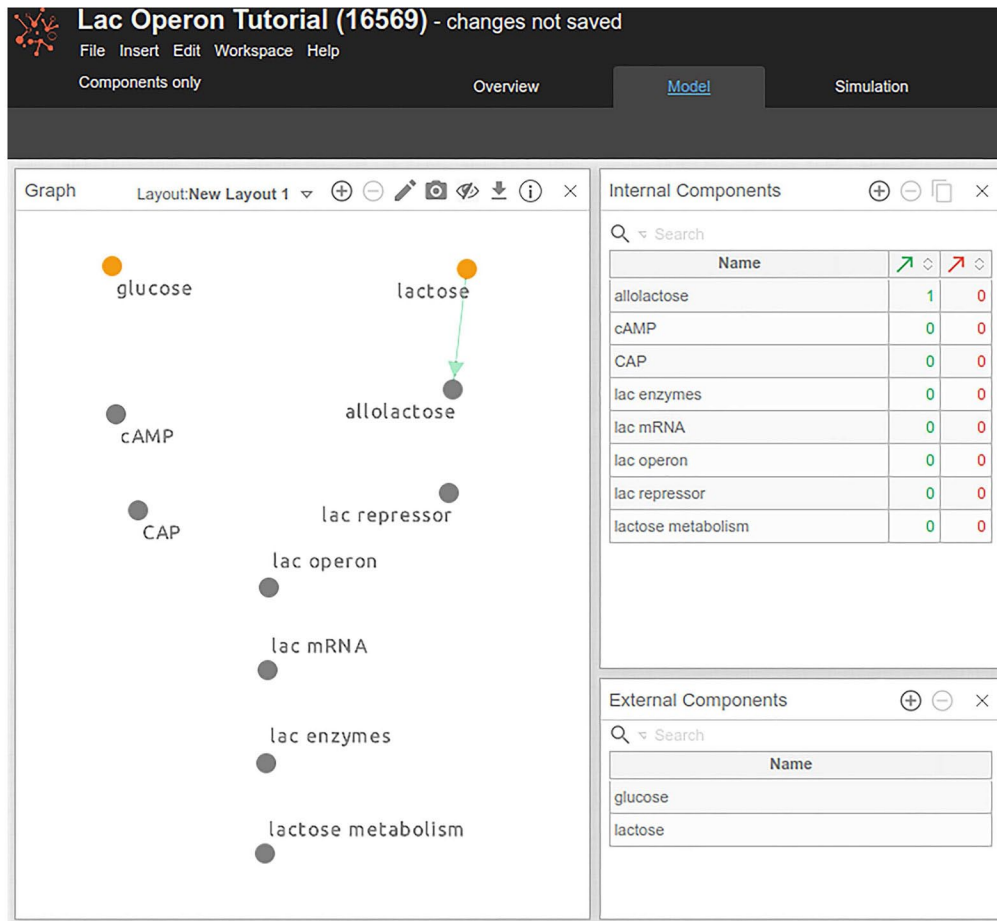 Lac Operon Tutorial (16569) - changes not saved
File Insert Edit Workspace Help
Components only
Overview
Model
Simulation
Graph
Layout:New Layout 1
glucose
lactose
allolactose
cAMP
lac repressor
CAP
lac operon
lac mRNA
lac enzymes
lactose metabolism
Internal Components
Search
Name
allolactose 1 0
cAMP 0 0
CAP 0 0
lac enzymes 0 0
lac mRNA 0 0
lac operon 0 0
lac repressor 0 0
lactose metabolism 0 0
External Components
Search
Name
glucose
lactose